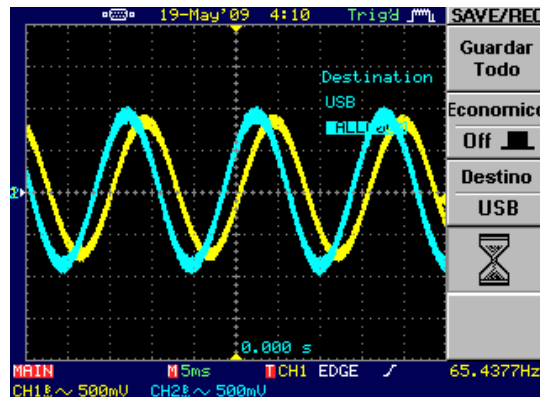 19-May'09 4:10 Trig'd SAVE/REC
Guardar
Todo
Destination
USB
Economico
Off
Destino
USB
0.000 s
MAIN M 5ms T CH1 EDGE 65.4377Hz
CH1 500mV CH2 500mV